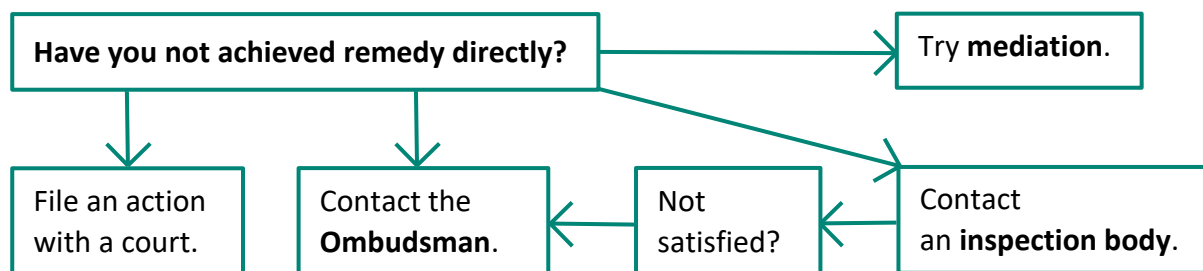 Have you not achieved remedy directly?
Try mediation.
File an action
with a court.
Contact the
Ombudsman.
Not
satisfied?
Contact
an inspection body.